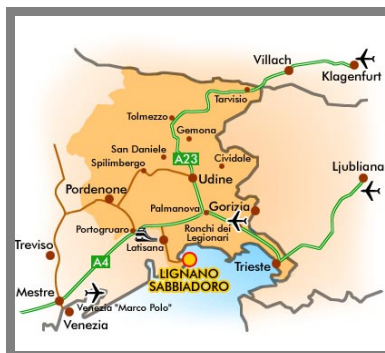 Villach
Klagenfurt
Tarvisio
Tolmezzo
Gemona
San Daniele
A23
Cividale
Spilimbergo
Udine
Ljubliana
Pordenone
Palmanova
Gorizia
Portogruaro
Ronchi dei
Legionari
Treviso
Latisana
A4
LIGNANO
SABBIADORO
Trieste
Mestre
Venezia "Marco Polo"
Venezia